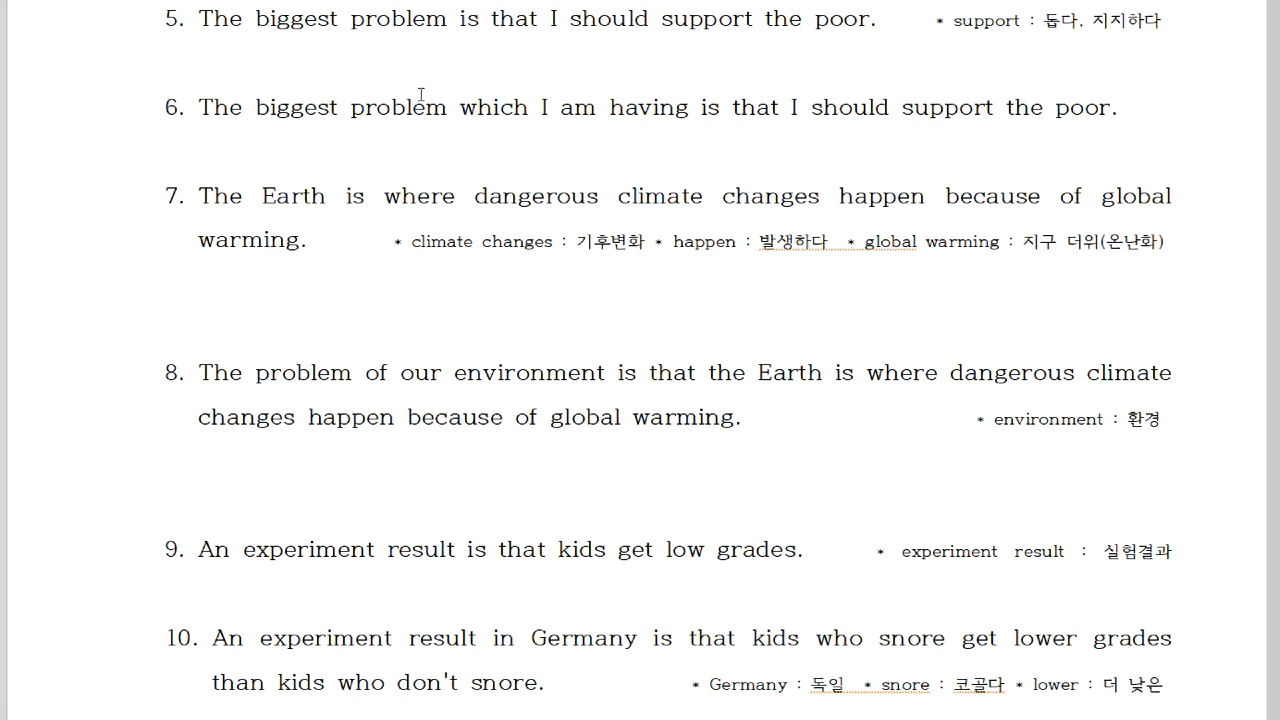 5. The biggest problem is that I should support the poor. * support : 돕다, 지지하다
6. The biggest problem which I am having is that I should support the poor.
7. The Earth is where dangerous climate changes happen because of global
warming. * climate changes : 기후변화 * happen : 발생하다 * global warming : 지구 더위(온난화)
8. The problem of our environment is that the Earth is where dangerous climate
changes happen because of global warming. * environment : 환경
9. An experiment result is that kids get low grades. * experiment result : 실험결과
10. An experiment result in Germany is that kids who snore get lower grades
than kids who don't snore. * Germany : 독일 * snore : 코골다 * lower : 더 낮은